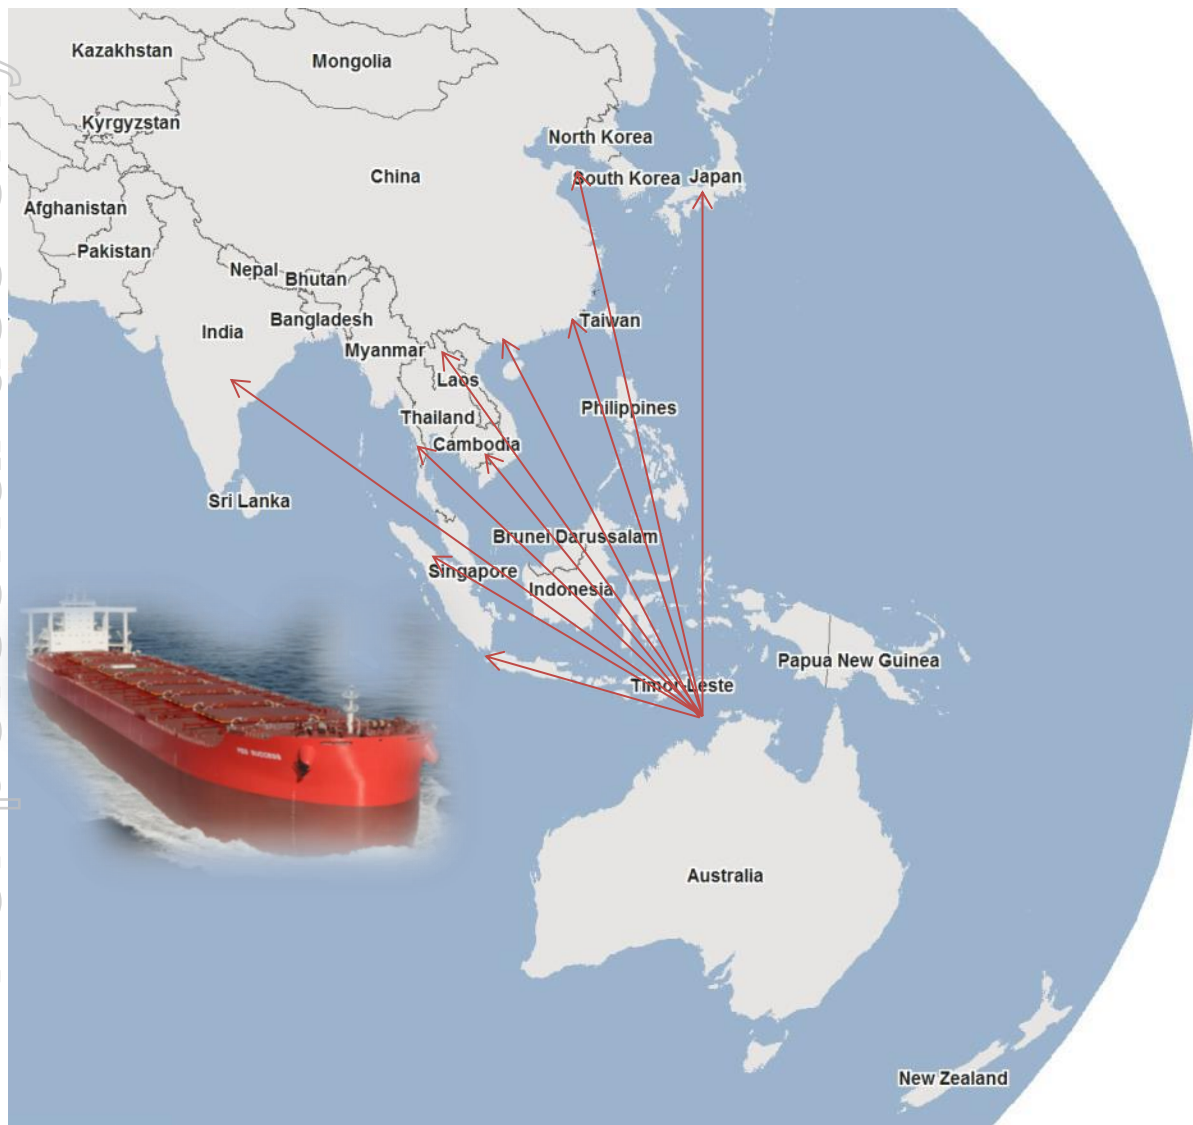 Kazakhstan
Mongolia
Kyrgyzstan
North Korea
China
South Korea
Japan
Afghanistan
Pakistan
Nepal
Bhutan
Bangladesh
Taiwan
India
Myanmar
Laos
Philippines
Thailand
Cambodia
Sri Lanka
Brunei Darussalam
Singapore
Indonesia
Papua New Guinea
Timor-Leste
Australia
New Zealand